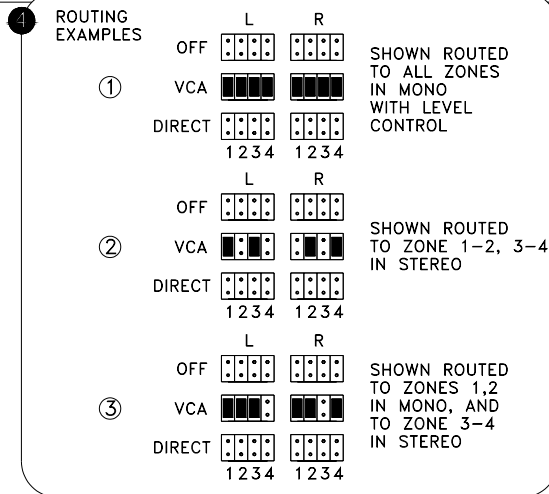 4 ROUTING
EXAMPLES
L R
OFF
① VCA
DIRECT
1234 1234
SHOWN ROUTED
TO ALL ZONES
IN MONO
WITH LEVEL
CONTROL
L R
OFF
② VCA
DIRECT
1234 1234
SHOWN ROUTED
TO ZONE 1-2, 3-4
IN STEREO
L R
OFF
③ VCA
DIRECT
1234 1234
SHOWN ROUTED
TO ZONES 1,2
IN MONO, AND
TO ZONE 3-4
IN STEREO